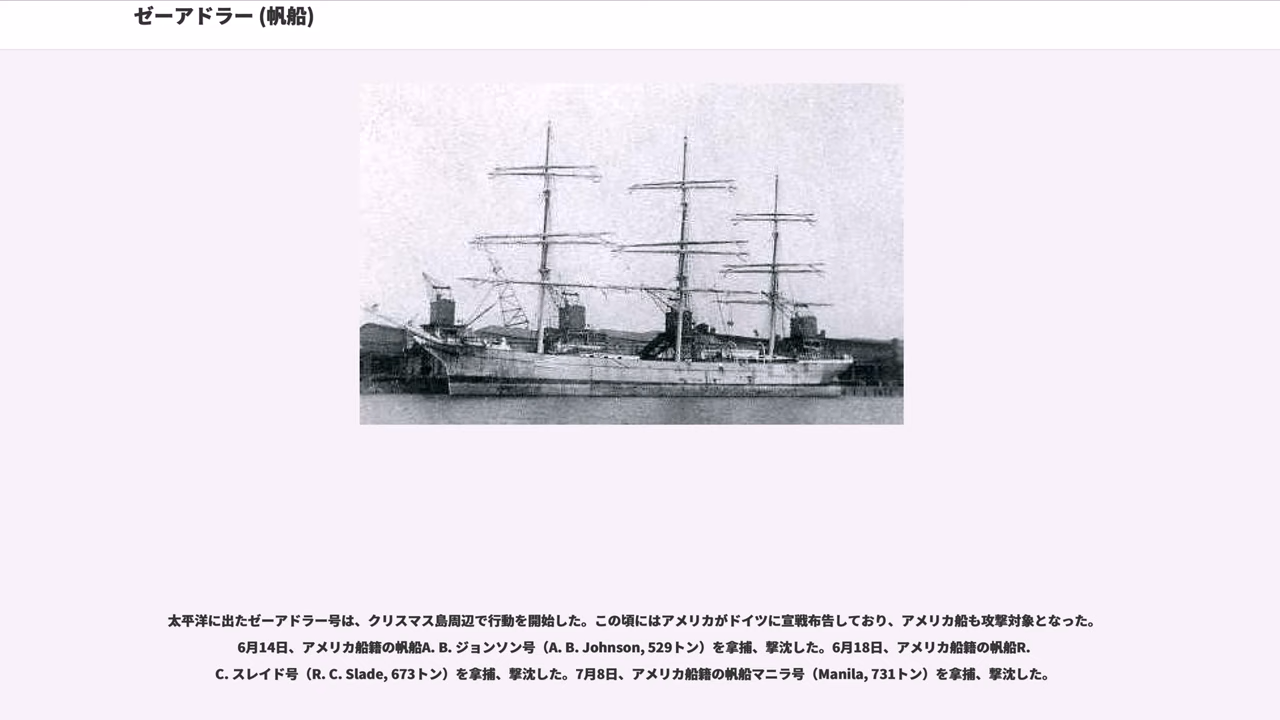 ゼーアドラー (帆船)
太平洋に出たゼーアドラー号は、クリスマス島周辺で行動を開始した。この頃にはアメリカがドイツに宣戦布告しており、アメリカ船も攻撃対象となった。
6月14日、アメリカ船籍の帆船A. B. ジョンソン号（A. B. Johnson, 529トン）を拿捕、撃沈した。6月18日、アメリカ船籍の帆船R.
C. スレイド号（R. C. Slade, 673トン）を拿捕、撃沈した。7月8日、アメリカ船籍の帆船マニラ号（Manila, 731トン）を拿捕、撃沈した。